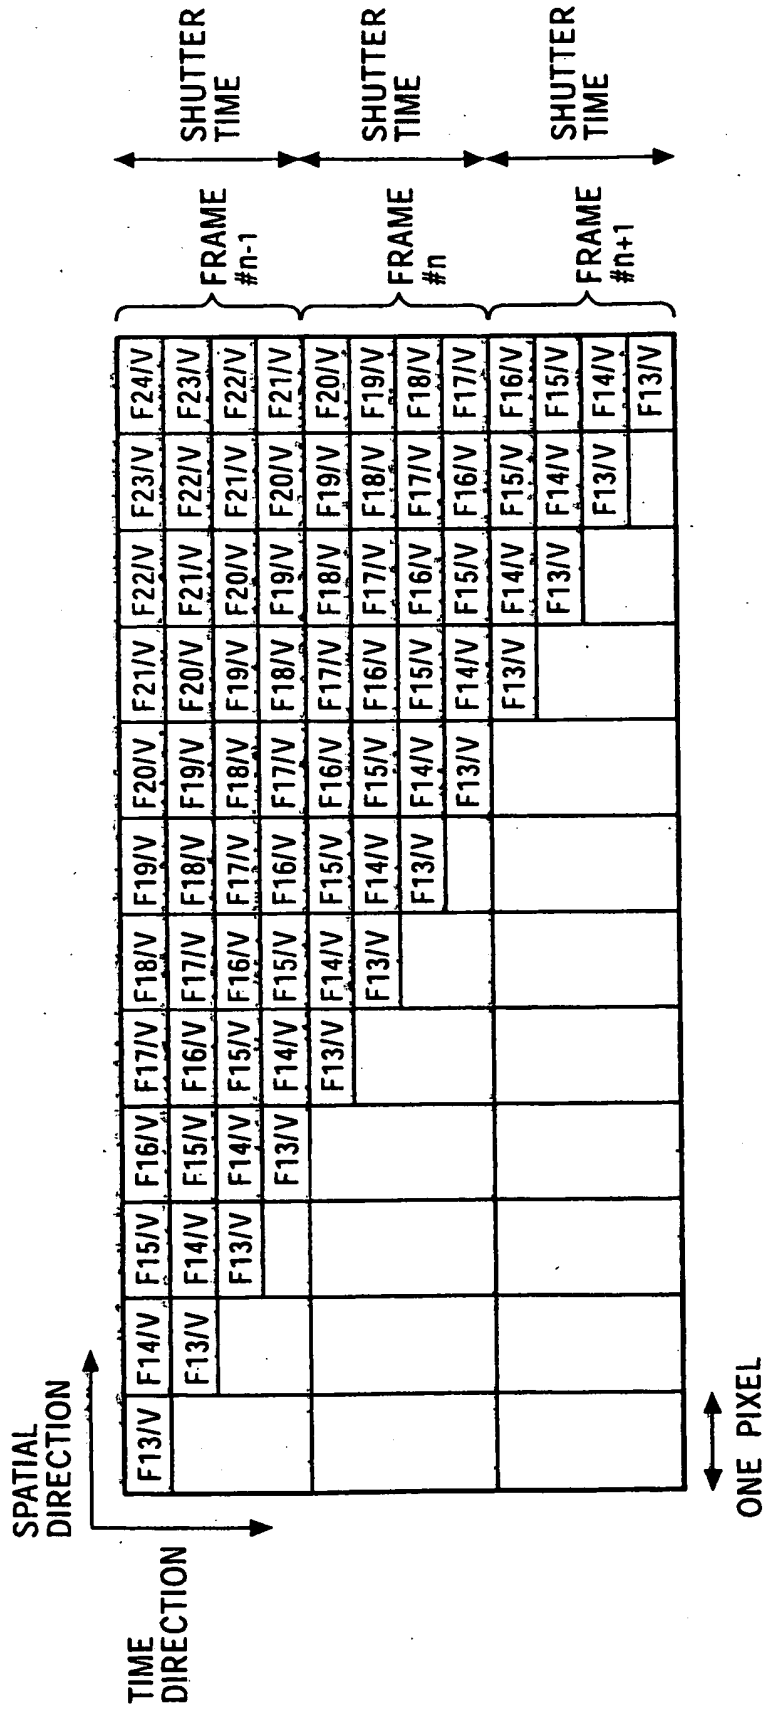 SPATIAL
DIRECTION
TIME
DIRECTION
F13/V F14/V F15/V F16/V F17/V F18/V F19/V F20/V F21/V F22/V F23/V F24/V
F13/V F14/V F15/V F16/V F17/V F18/V F19/V F20/V F21/V F22/V F23/V
F13/V F14/V F15/V F16/V F17/V F18/V F19/V F20/V F21/V F22/V
F13/V F14/V F15/V F16/V F17/V F18/V F19/V F20/V F21/V
F13/V F14/V F15/V F16/V F17/V F18/V F19/V F20/V
F13/V F14/V F15/V F16/V F17/V F18/V F19/V
F13/V F14/V F15/V F16/V F17/V F18/V
F13/V F14/V F15/V F16/V F17/V
F13/V F14/V F15/V F16/V
F13/V F14/V F15/V
F13/V F14/V
F13/V
FRAME
#n-1
SHUTTER
TIME
FRAME
#n
SHUTTER
TIME
FRAME
#n+1
SHUTTER
TIME
ONE PIXEL